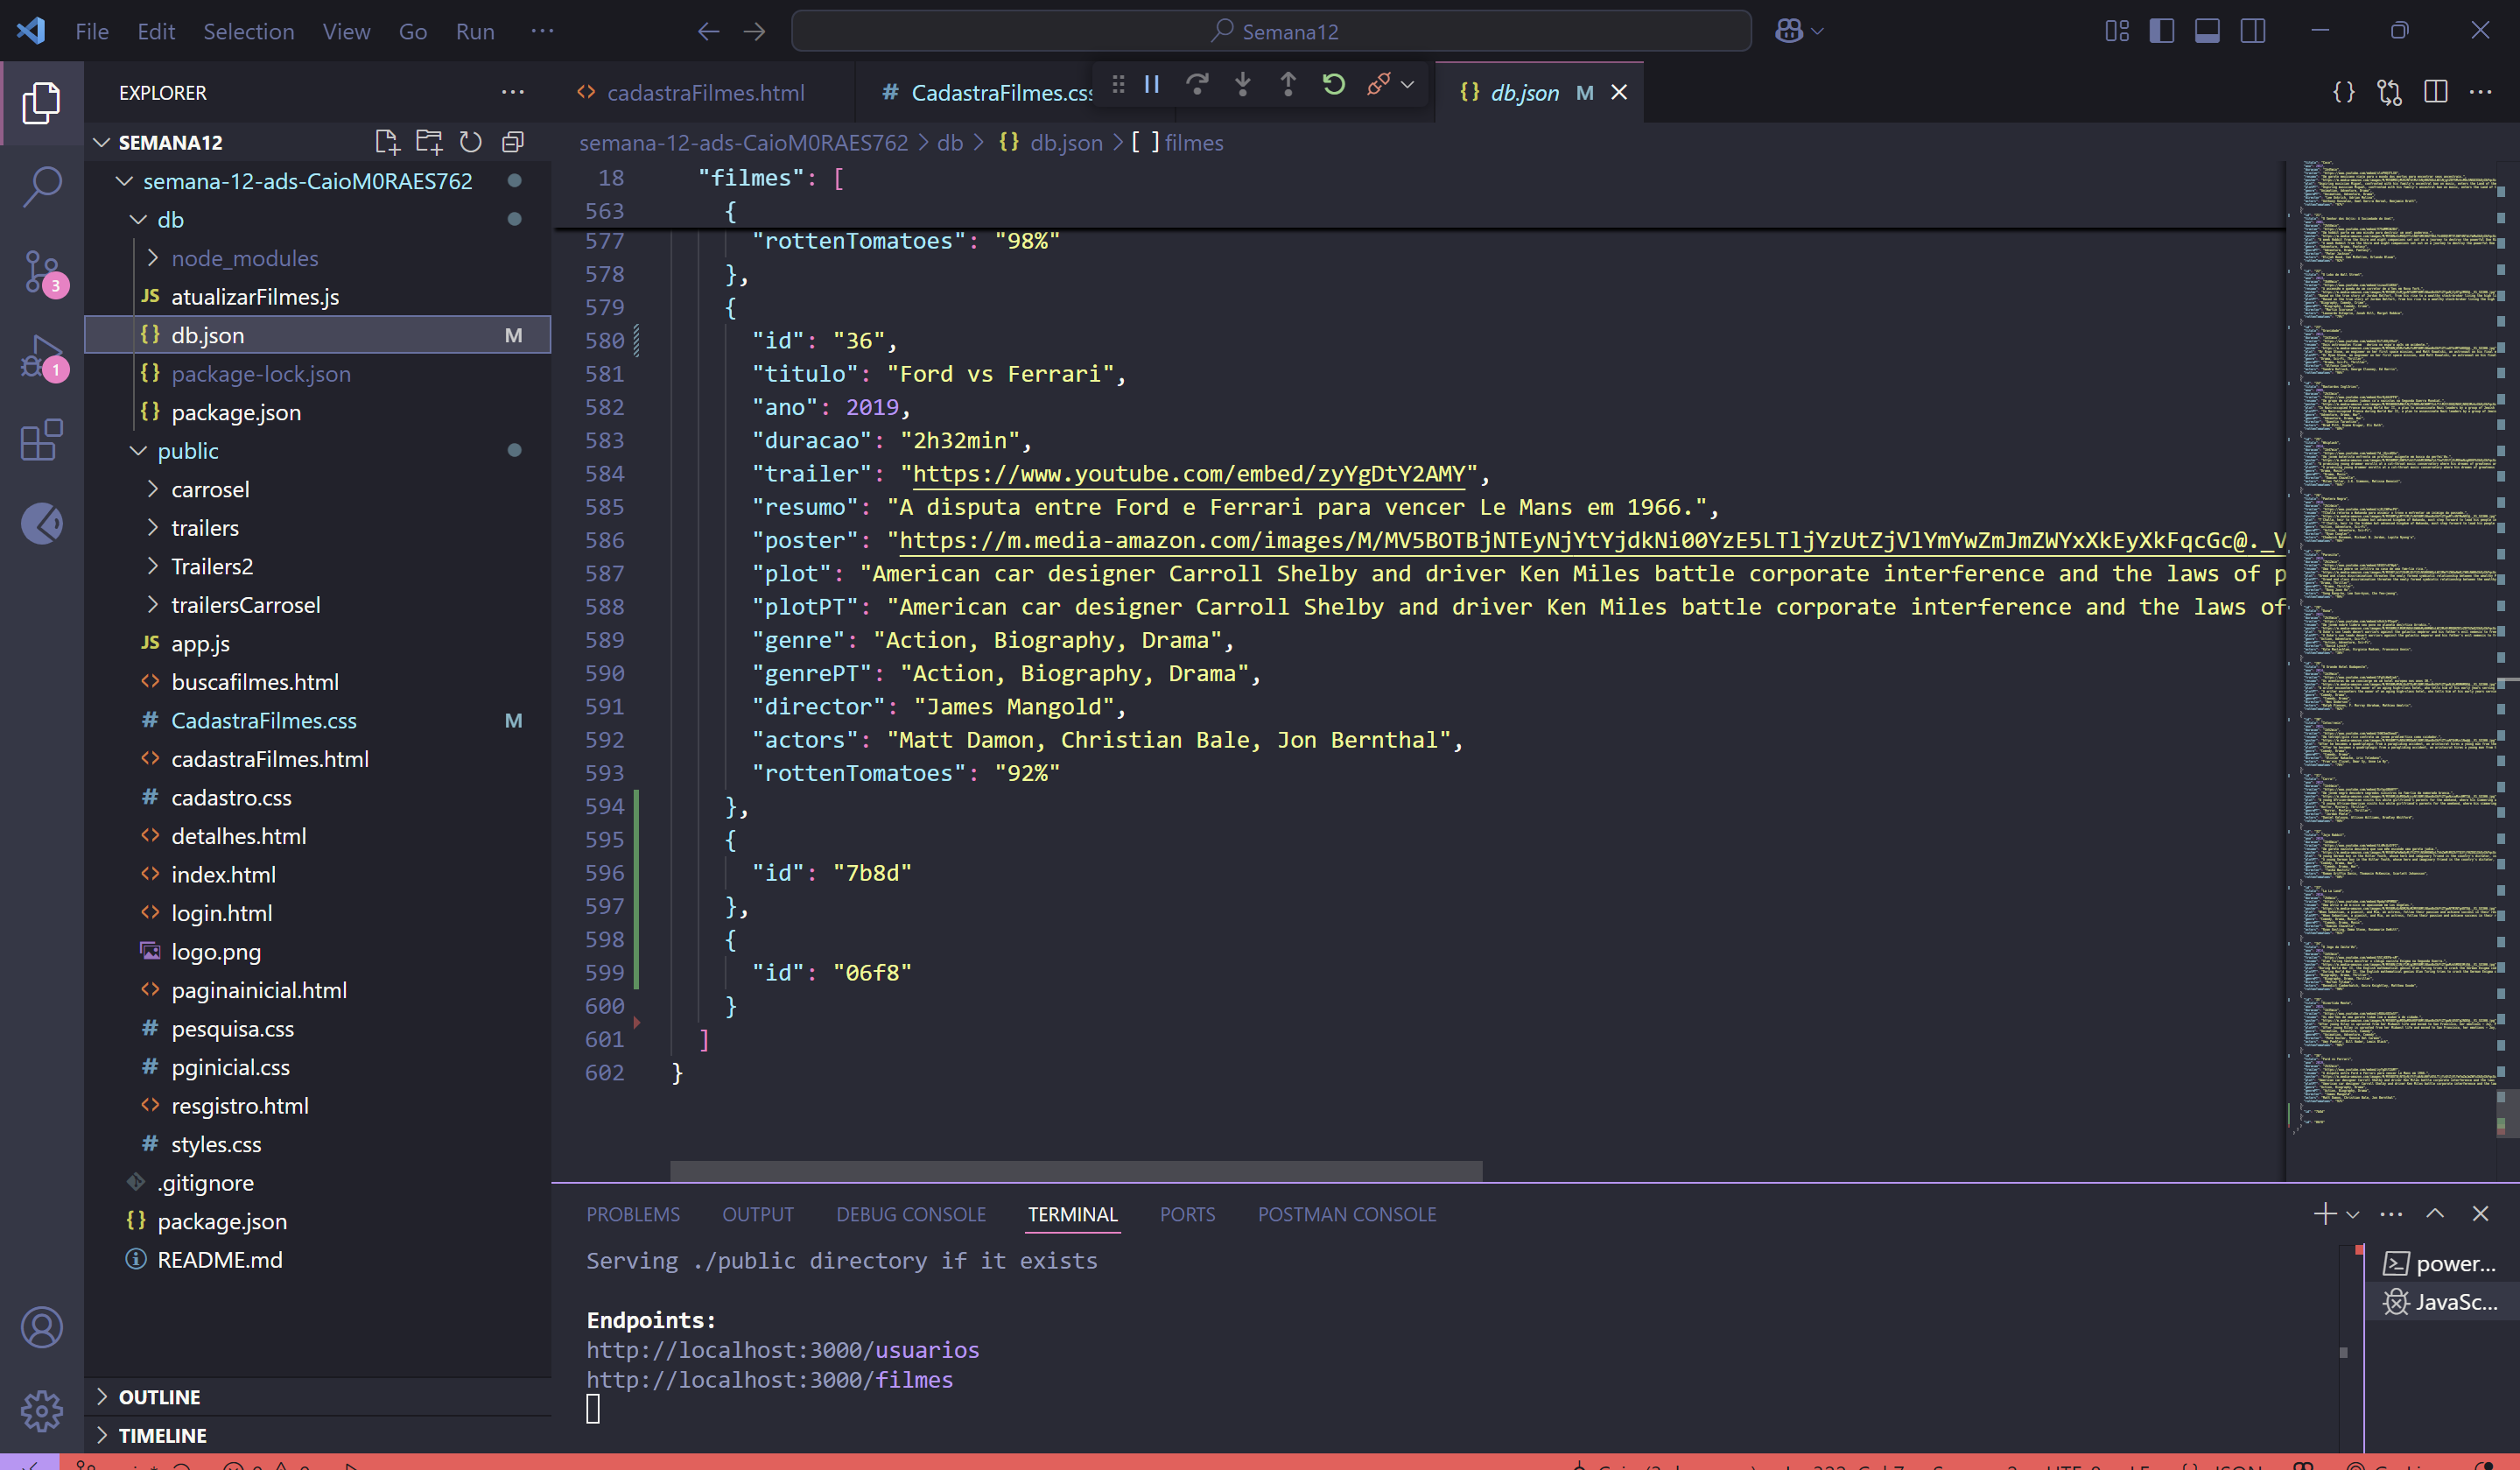 File Edit Selection View Go Run ···
Semana12
EXPLORER
cadastraFilmes.html
# CadastraFilmes.css
{} db.json M
SEMANA12
semana-12-ads-CaioM0RAES762
db
node_modules
JS atualizarFilmes.js
{} db.json M
{} package-lock.json
{} package.json
public
carrosel
trailers
Trailers2
trailersCarrosel
JS app.js
buscafilmes.html
# CadastraFilmes.css M
cadastraFilmes.html
# cadastro.css
detalhes.html
index.html
login.html
logo.png
paginainicial.html
# pesquisa.css
# pginicial.css
resgistro.html
# styles.css
.gitignore
{} package.json
README.md
OUTLINE
TIMELINE
3
1
semana-12-ads-CaioM0RAES762 > db > {} db.json > [ ] filmes
18 "filmes": [
563 {
577 "rottenTomatoes": "98%"
578 },
579 {
580 "id": "36",
581 "titulo": "Ford vs Ferrari",
582 "ano": 2019,
583 "duracao": "2h32min",
584 "trailer": "https://www.youtube.com/embed/zyYgDtY2AMY",
585 "resumo": "A disputa entre Ford e Ferrari para vencer Le Mans em 1966.",
586 "poster": "https://m.media-amazon.com/images/M/MV5BOTBjNTEyNjYtYjdkNi00YzE5LTljYzUtZjVlYmYwZmJmZWYxXkEyXkFqcGc@._V
587 "plot": "American car designer Carroll Shelby and driver Ken Miles battle corporate interference and the laws of p
588 "plotPT": "American car designer Carroll Shelby and driver Ken Miles battle corporate interference and the laws of
589 "genre": "Action, Biography, Drama",
590 "genrePT": "Action, Biography, Drama",
591 "director": "James Mangold",
592 "actors": "Matt Damon, Christian Bale, Jon Bernthal",
593 "rottenTomatoes": "92%"
594 },
595 {
596 "id": "7b8d"
597 },
598 {
599 "id": "06f8"
600 }
601 ]
602 }
PROBLEMS OUTPUT DEBUG CONSOLE TERMINAL PORTS POSTMAN CONSOLE
Serving ./public directory if it exists
Endpoints:
http://localhost:3000/usuarios
http://localhost:3000/filmes
power...
JavaSc...